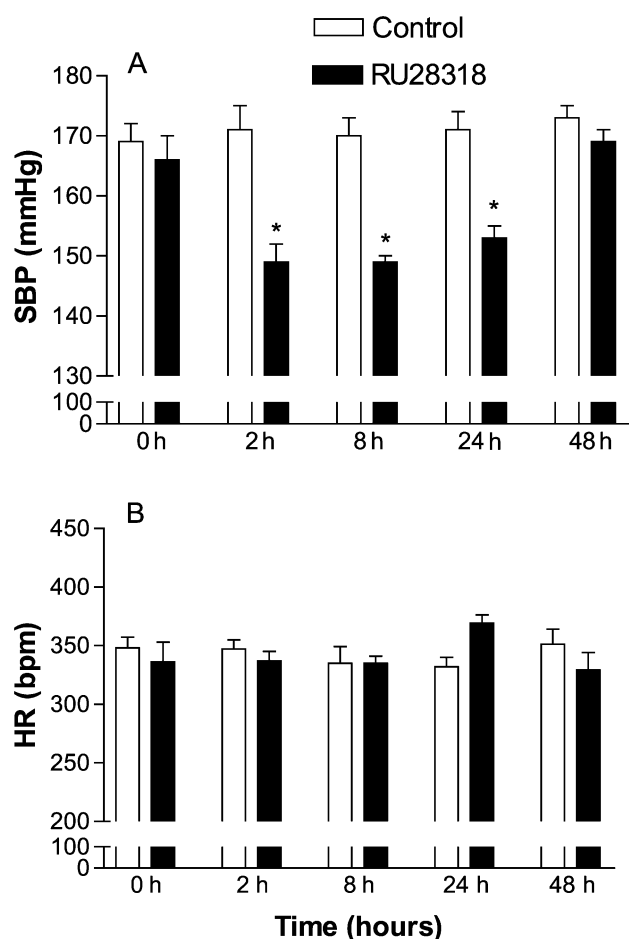 Control
RU28318
A
180
170
160
150
140
130
100
0
SBP (mmHg)
*
*
*
0 h
2 h
8 h
24 h
48 h
B
450
400
350
300
250
200
100
0
HR (bpm)
0 h
2 h
8 h
24 h
48 h
Time (hours)